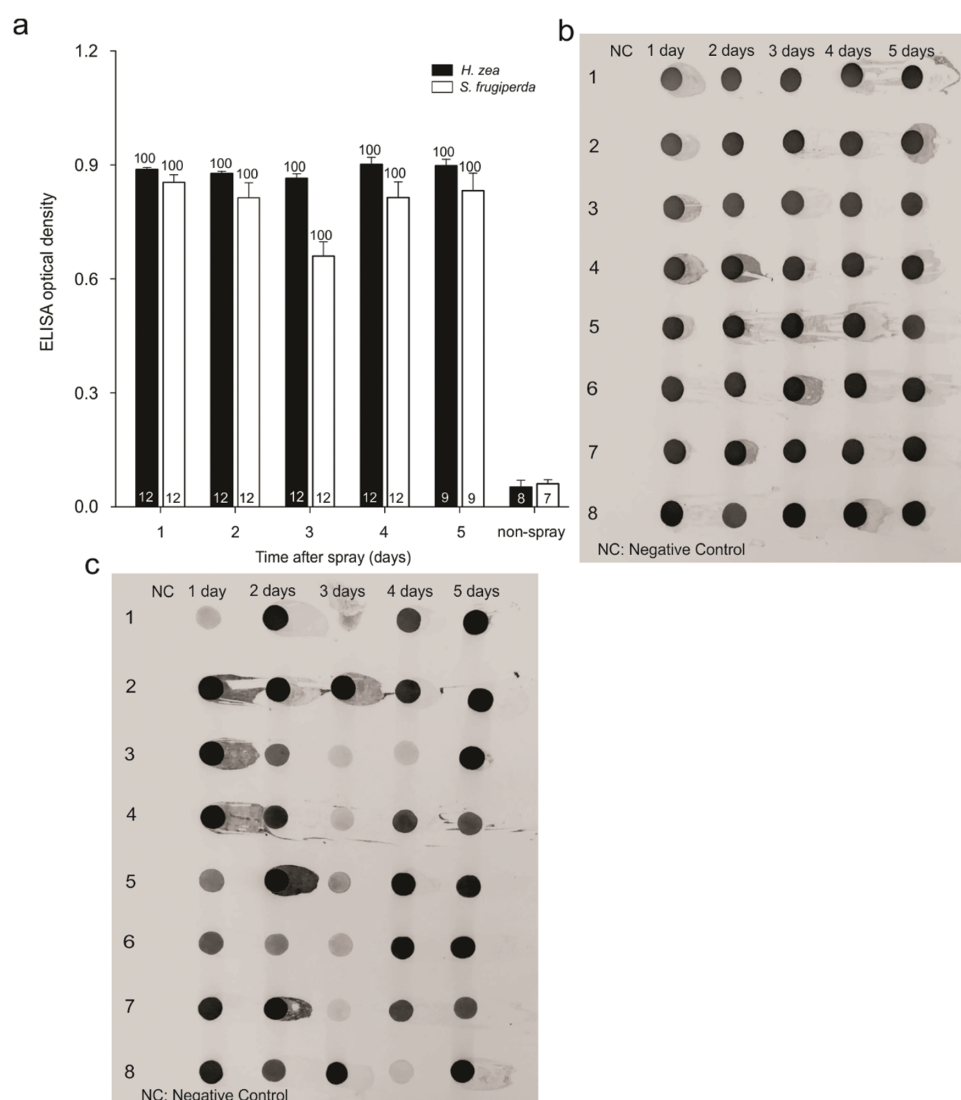 a
1.2
0.9
0.6
0.3
0.0
ELISA optical density
H. zea
S. frugiperda
100 100 100 100 100 100 100 100 100 100
12 12 12 12 12 12 12 12 9 9 8 7
1 2 3 4 5 non-spray
Time after spray (days)
b
NC 1 day 2 days 3 days 4 days 5 days
1
2
3
4
5
6
7
8
NC: Negative Control
c
NC 1 day 2 days 3 days 4 days 5 days
1
2
3
4
5
6
7
8
NC: Negative Control